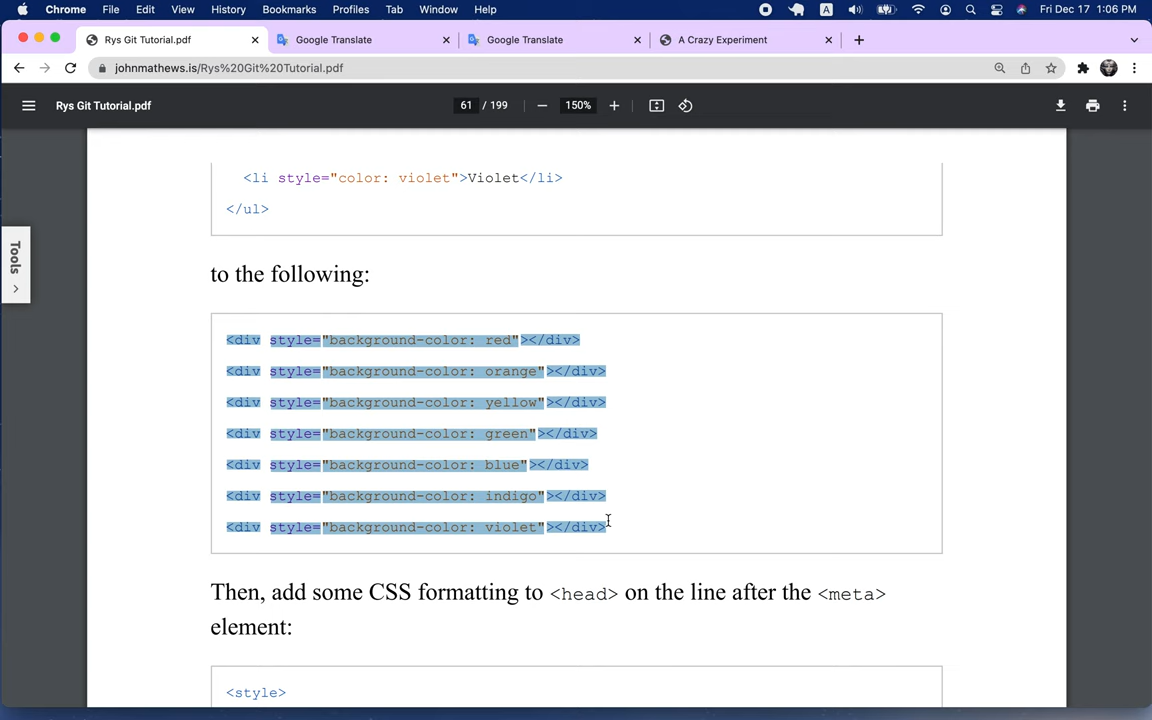 Chrome File Edit View History Bookmarks Profiles Tab Window Help A Fri Dec 17 1:06 PM
Rys Git Tutorial.pdf Google Translate Google Translate A Crazy Experiment
johnmathews.is/Rys%20Git%20Tutorial.pdf
Rys Git Tutorial.pdf 61 / 199 150%
Tools
<li style="color: violet">Violet</li>
</ul>
to the following:
<div style="background-color: red"></div>
<div style="background-color: orange"></div>
<div style="background-color: yellow"></div>
<div style="background-color: green"></div>
<div style="background-color: blue"></div>
<div style="background-color: indigo"></div>
<div style="background-color: violet"></div>
Then, add some CSS formatting to <head> on the line after the <meta>
element:
<style>